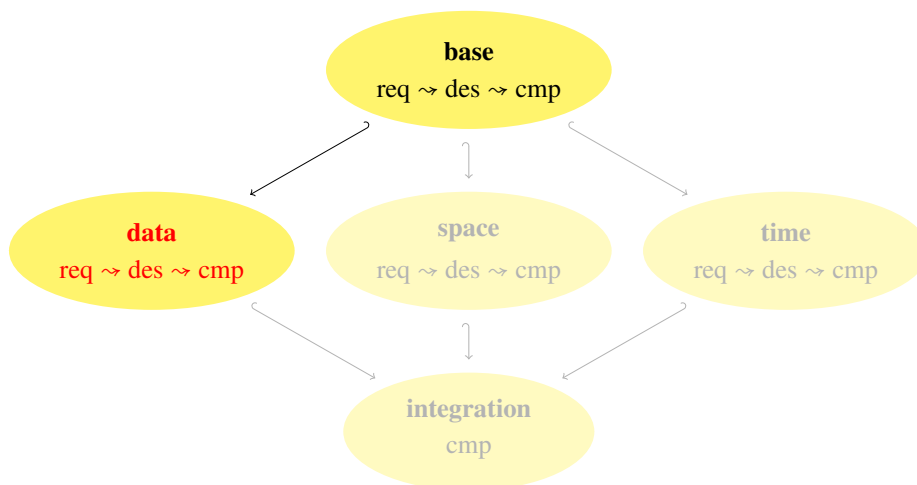 base
req ⇝ des ⇝ cmp
data
req ⇝ des ⇝ cmp
space
req ⇝ des ⇝ cmp
time
req ⇝ des ⇝ cmp
integration
cmp